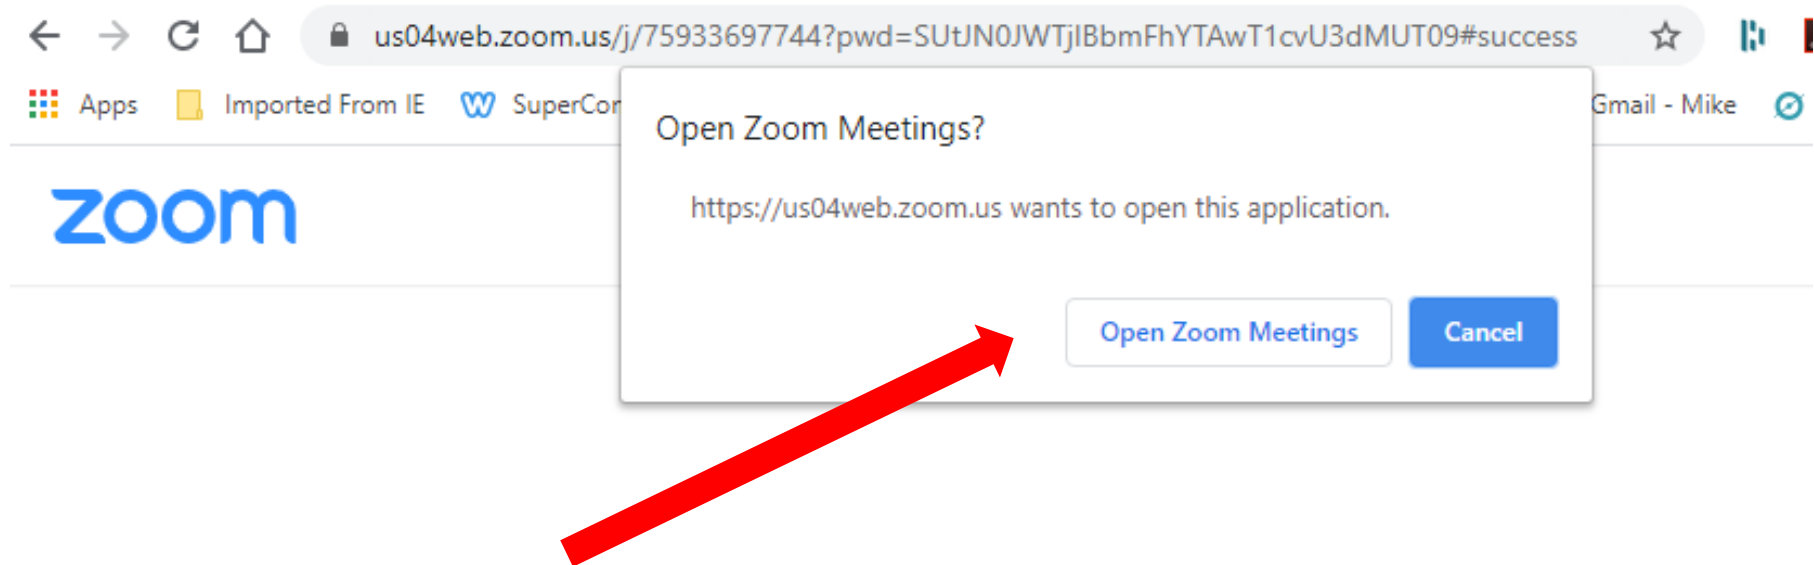 us04web.zoom.us/j/75933697744?pwd=SUtJN0JWTjlBbmFhYTAwT1cvU3dMUT09#success
Apps Imported From IE SuperCor Gmail - Mike
zoom
Open Zoom Meetings?
https://us04web.zoom.us wants to open this application.
Open Zoom Meetings Cancel